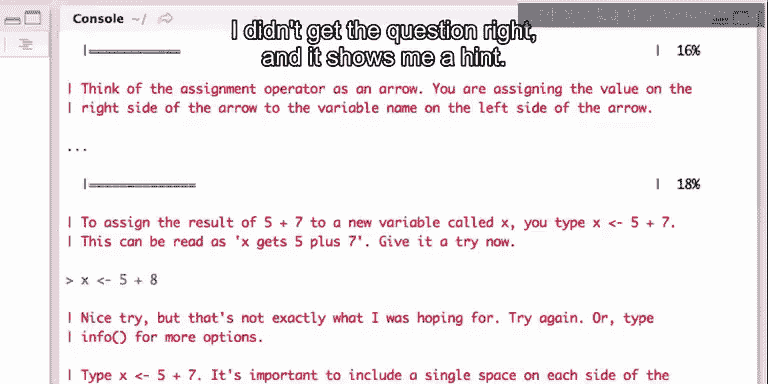 Console ~/
I didn't get the question right,
and it shows me a hint.
| 16%
| Think of the assignment operator as an arrow. You are assigning the value on the
| right side of the arrow to the variable name on the left side of the arrow.
...
| 18%
| To assign the result of 5 + 7 to a new variable called x, you type x <- 5 + 7.
| This can be read as 'x gets 5 plus 7'. Give it a try now.
> x <- 5 + 8
| Nice try, but that's not exactly what I was hoping for. Try again. Or, type
| info() for more options.
| Type x <- 5 + 7. It's important to include a single space on each side of the